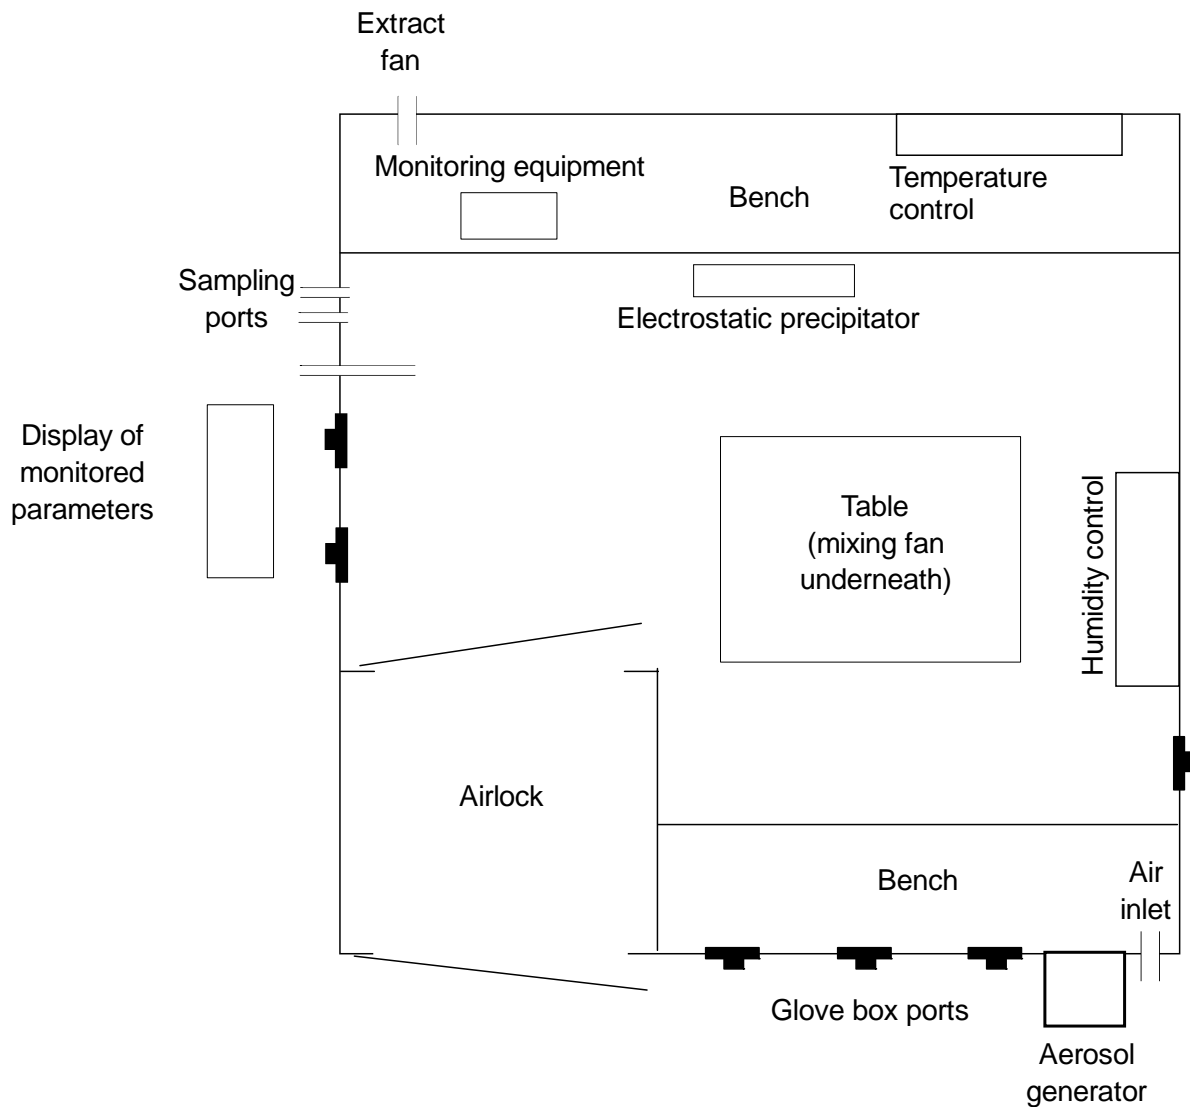 Extract
fan
Monitoring equipment
Bench
Temperature
control
Sampling
ports
Electrostatic precipitator
Display of
monitored
parameters
Table
(mixing fan
underneath)
Humidity control
Airlock
Bench
Air
inlet
Glove box ports
Aerosol
generator